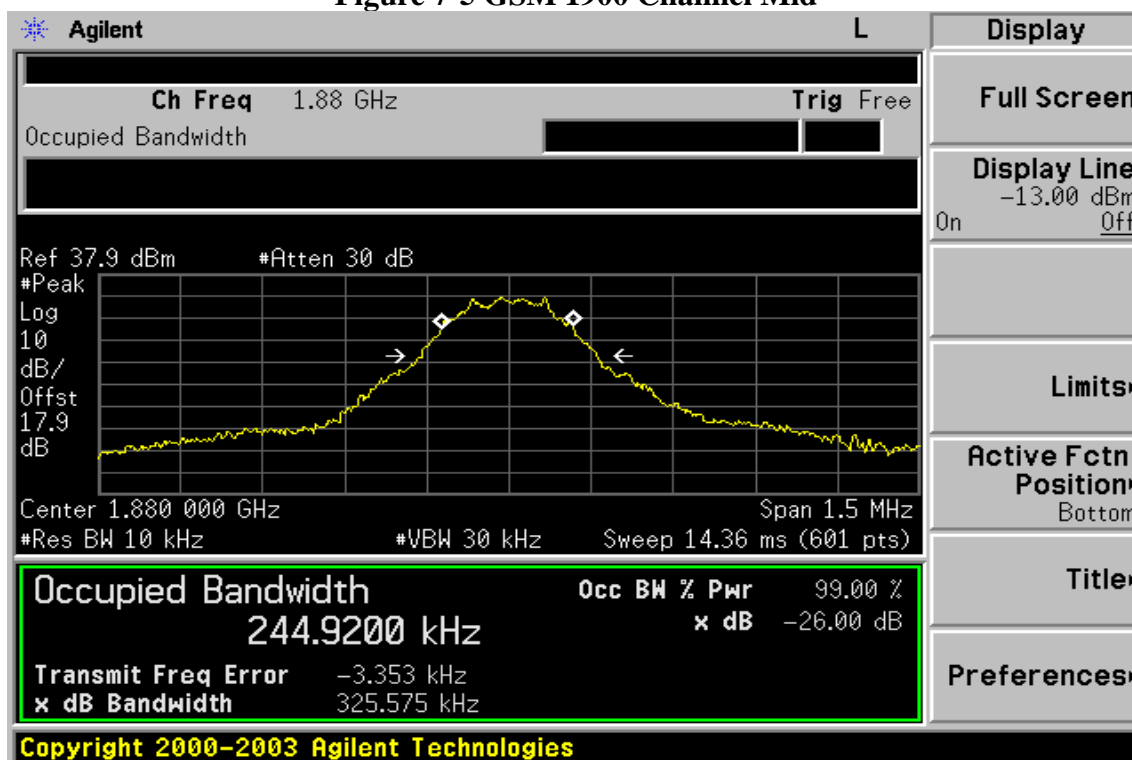 Figure 7-5 GSM 1900 Channel Mid
Agilent
L
Display
Ch Freq 1.88 GHz
Trig Free
Occupied Bandwidth
Full Screen
Display Line
-13.00 dBm
On Off
Ref 37.9 dBm #Atten 30 dB
#Peak
Log
10
dB/
Offst
17.9
dB
Limits
Active Fctn
Position
Bottom
Center 1.880 000 GHz Span 1.5 MHz
#Res BW 10 kHz #VBW 30 kHz Sweep 14.36 ms (601 pts)
Occupied Bandwidth
244.9200 kHz
Occ BW % Pwr 99.00 %
x dB -26.00 dB
Transmit Freq Error -3.353 kHz
x dB Bandwidth 325.575 kHz
Title
Preferences
Copyright 2000-2003 Agilent Technologies